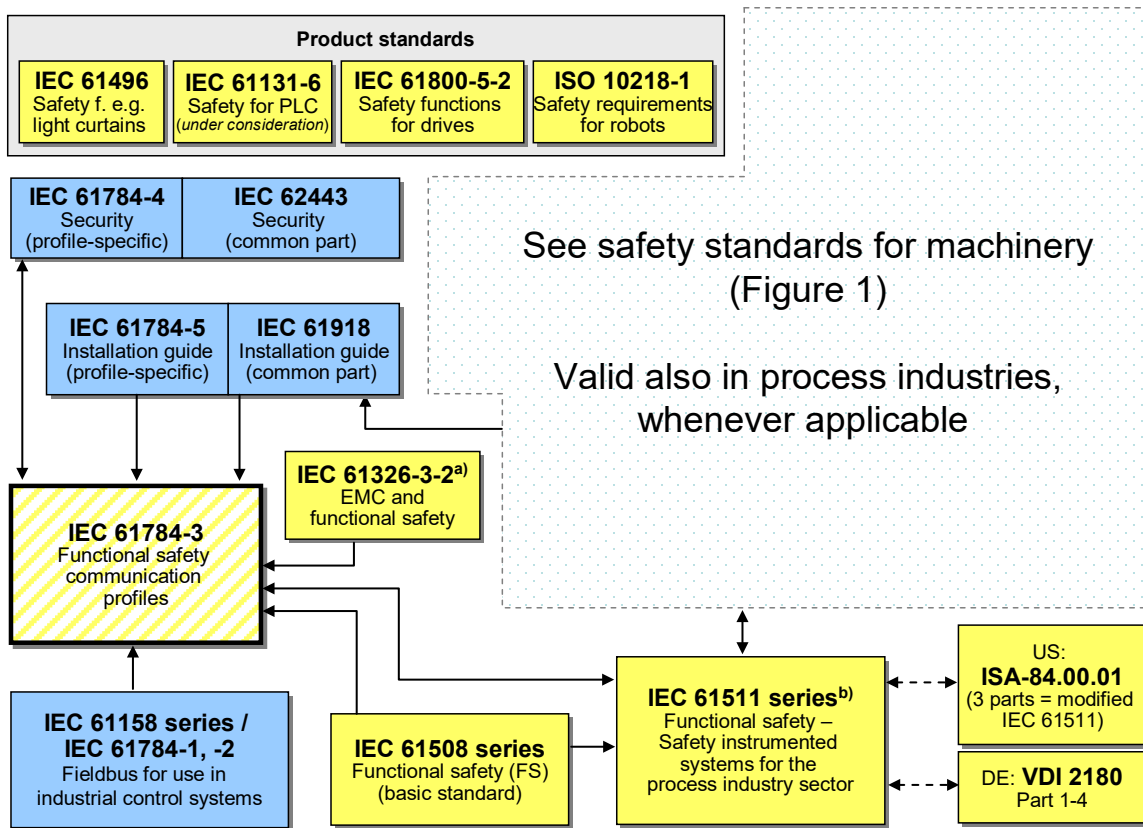 Product standards
IEC 61496
Safety f. e.g.
light curtains
IEC 61131-6
Safety for PLC
(under consideration)
IEC 61800-5-2
Safety functions
for drives
ISO 10218-1
Safety requirements
for robots
IEC 61784-4
Security
(profile-specific)
IEC 62443
Security
(common part)
See safety standards for machinery
(Figure 1)
Valid also in process industries,
whenever applicable
IEC 61784-5
Installation guide
(profile-specific)
IEC 61918
Installation guide
(common part)
IEC 61326-3-2a)
EMC and
functional safety
IEC 61784-3
Functional safety
communication
profiles
IEC 61158 series /
IEC 61784-1, -2
Fieldbus for use in
industrial control systems
IEC 61508 series
Functional safety (FS)
(basic standard)
IEC 61511 seriesb)
Functional safety –
Safety instrumented
systems for the
process industry sector
US:
ISA-84.00.01
(3 parts = modified
IEC 61511)
DE: VDI 2180
Part 1-4